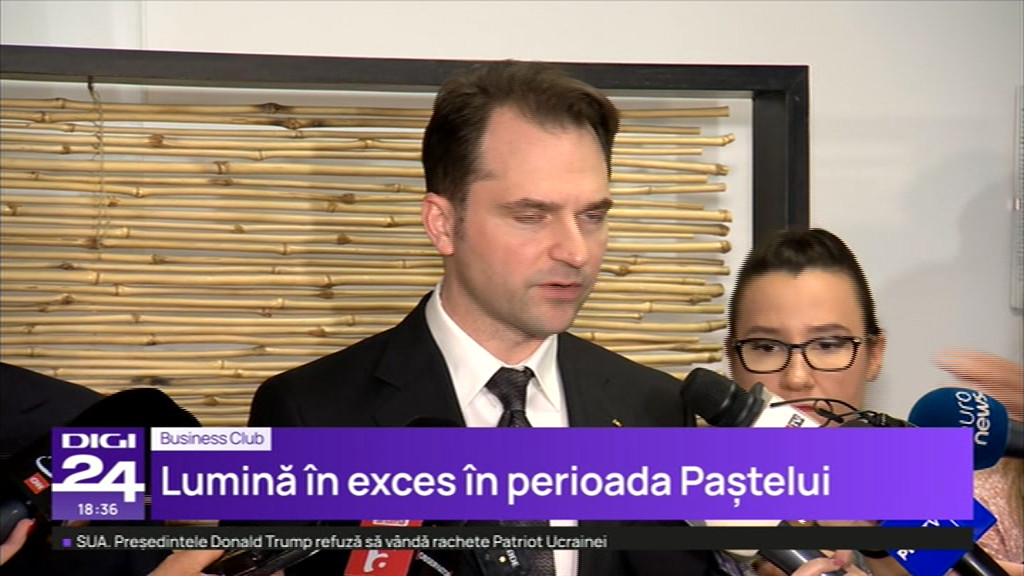 uro
news
DIGI
24
18:36
Business Club
Lumină în exces în perioada Paștelui
SUA. Președintele Donald Trump refuză să vândă rachete Patriot Ucrainei